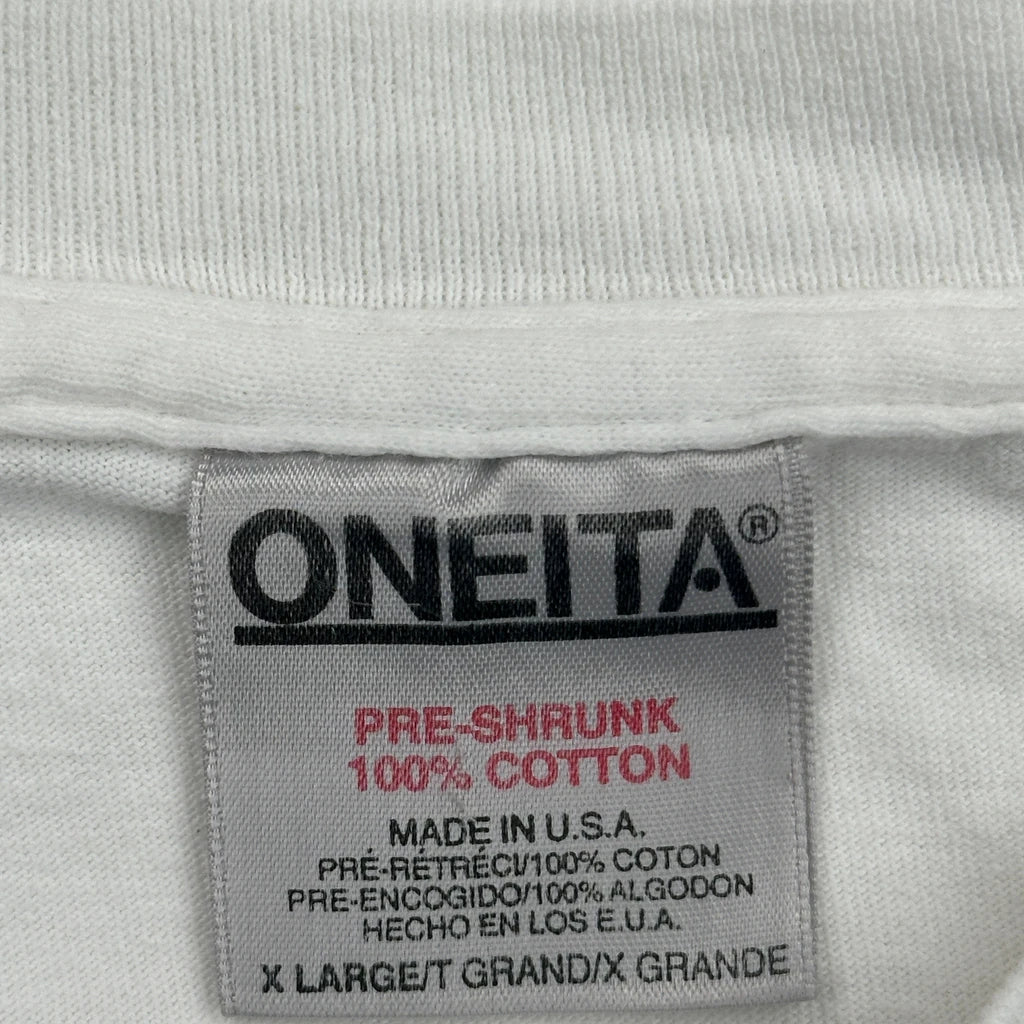 ONEITA®
PRE-SHRUNK
100% COTTON
MADE IN U.S.A.
PRÉ-RÉTRÉCI/100% COTON
PRE-ENCOGIDO/100% ALGODON
HECHO EN LOS E.U.A.
X LARGE/T GRAND/X GRANDE